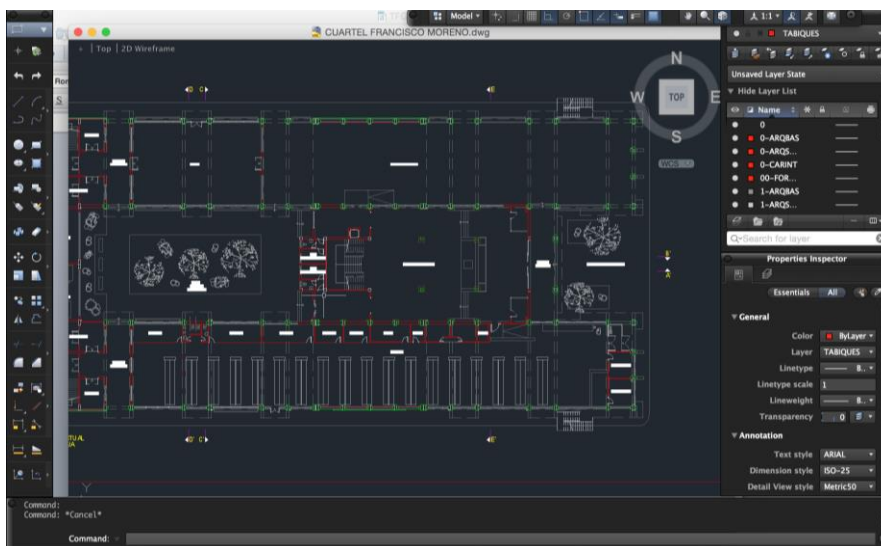 Model
1:1
TABIQUES
CUARTEL FRANCISCO MORENO.dwg
+ | Top | 2D Wireframe
N
W
TOP
E
S
Unsaved Layer State
Hide Layer List
Name
0
0-ARQBAS
0-ARQS...
0-CARINT
00-FOR...
1-ARQBAS
1-ARQS...
Search for layer
Properties Inspector
Essentials All
General
Color ByLayer
Layer TABIQUES
Linetype B..
Linetype scale 1
Lineweight B..
Transparency 0
Annotation
Text style ARIAL
Dimension style ISO-25
Detail View style Metric50
Y
Command:
Command: *Cancel*
Command: